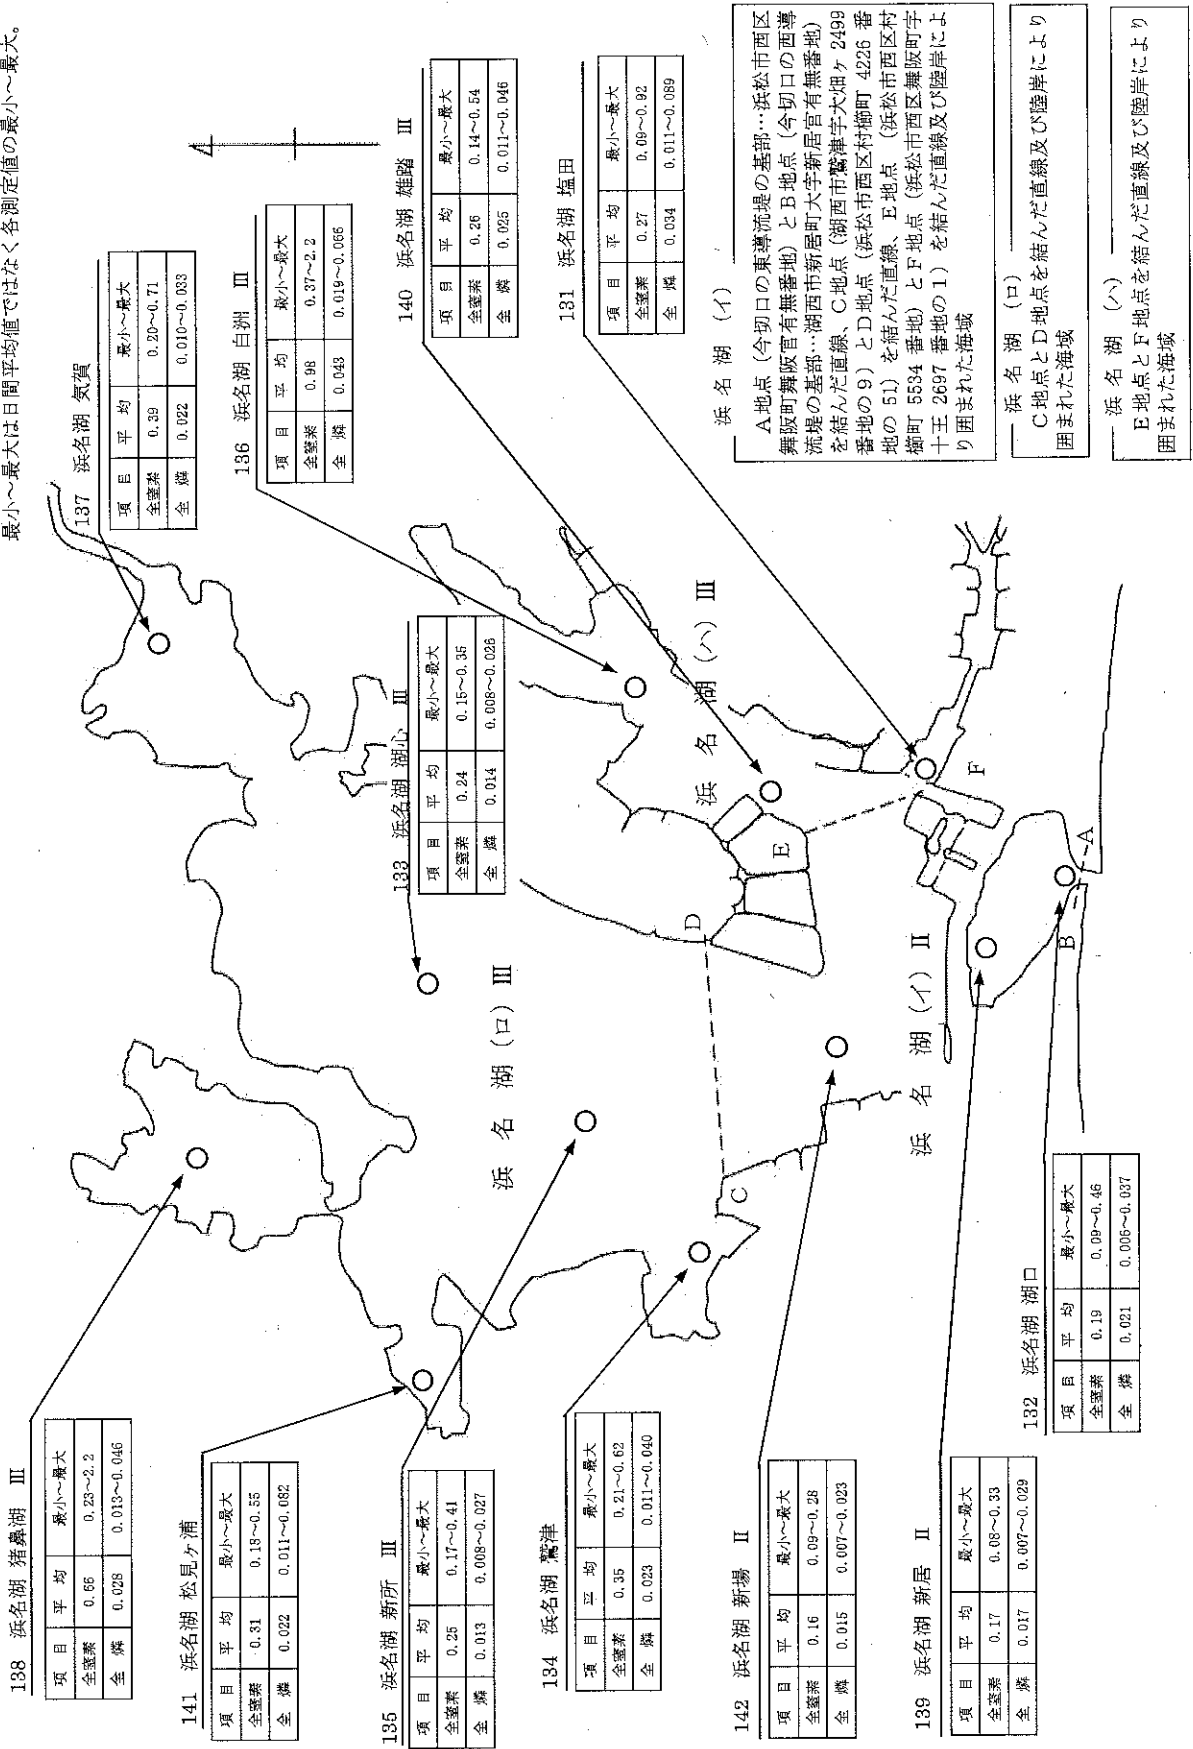 最小～最大は日間平均値ではなく各測定値の最小～最大。
138 浜名湖 猪鼻湖 Ⅲ
項 目 平 均 最小～最大
全窒素 0.66 0.23～2.2
全 燐 0.028 0.013～0.046
141 浜名湖 松見ヶ浦
項 目 平 均 最小～最大
全窒素 0.31 0.18～0.55
全 燐 0.022 0.011～0.082
135 浜名湖 新所 Ⅲ
項 目 平 均 最小～最大
全窒素 0.25 0.17～0.41
全 燐 0.013 0.008～0.027
134 浜名湖 鷲津
項 目 平 均 最小～最大
全窒素 0.35 0.21～0.62
全 燐 0.023 0.011～0.040
142 浜名湖 新場 Ⅱ
項 目 平 均 最小～最大
全窒素 0.16 0.09～0.28
全 燐 0.015 0.007～0.023
139 浜名湖 新居 Ⅱ
項 目 平 均 最小～最大
全窒素 0.17 0.08～0.33
全 燐 0.017 0.007～0.029
132 浜名湖 湖口
項 目 平 均 最小～最大
全窒素 0.19 0.09～0.46
全 燐 0.021 0.006～0.037
133 浜名湖 湖心 Ⅲ
項 目 平 均 最小～最大
全窒素 0.24 0.15～0.35
全 燐 0.014 0.008～0.026
137 浜名湖 気賀
項 目 平 均 最小～最大
全窒素 0.39 0.20～0.71
全 燐 0.022 0.010～0.033
136 浜名湖 白洲 Ⅲ
項 目 平 均 最小～最大
全窒素 0.98 0.37～2.2
全 燐 0.043 0.019～0.066
140 浜名湖 雄踏 Ⅲ
項 目 平 均 最小～最大
全窒素 0.26 0.14～0.54
全 燐 0.025 0.011～0.046
131 浜名湖 塩田
項 目 平 均 最小～最大
全窒素 0.27 0.09～0.92
全 燐 0.034 0.011～0.089
浜 名 湖（ロ）Ⅲ
浜 名 湖（ハ）Ⅲ
浜 名 湖（イ）Ⅱ
C
D
E
F
B
A
浜 名 湖 （イ）
A地点（今切口の東導流堤の基部…浜松市西区
舞阪町舞阪官有無番地）とB地点（今切口の西導
流堤の基部…湖西市新居町大字新居官有無番地）
を結んだ直線、C地点（湖西市鷲津字大畑ヶ 2499
番地の9）とD地点（浜松市西区村櫛町 4226 番
地の 51）を結んだ直線、E地点 （浜松市西区村
櫛町 5534 番地）とF地点（浜松市西区舞阪町字
十王 2697 番地の1）を結んだ直線及び陸岸によ
り囲まれた海域
浜 名 湖 （ロ）
C地点とD地点を結んだ直線及び陸岸により
囲まれた海域
浜 名 湖 （ハ）
E地点とF地点を結んだ直線及び陸岸により
囲まれた海域